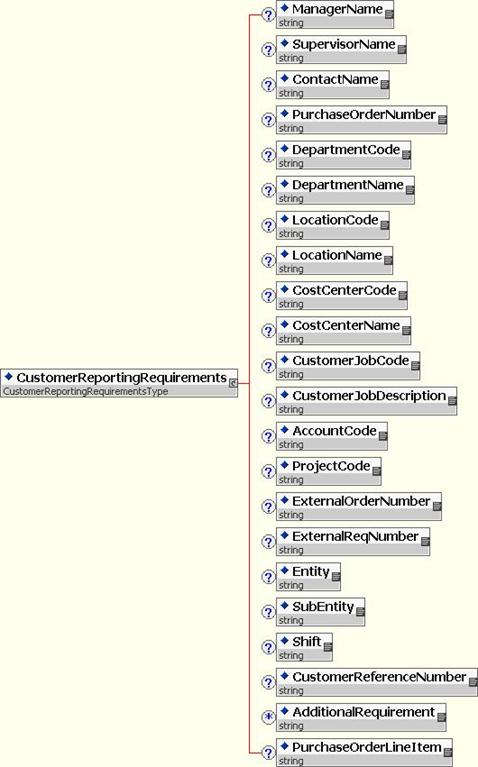 ManagerName
string
SupervisorName
string
ContactName
string
PurchaseOrderNumber
string
DepartmentCode
string
DepartmentName
string
LocationCode
string
LocationName
string
CostCenterCode
string
CostCenterName
string
CustomerReportingRequirements
CustomerReportingRequirementsType
CustomerJobCode
string
CustomerJobDescription
string
AccountCode
string
ProjectCode
string
ExternalOrderNumber
string
ExternalReqNumber
string
Entity
string
SubEntity
string
Shift
string
CustomerReferenceNumber
string
AdditionalRequirement
string
PurchaseOrderLineItem
string